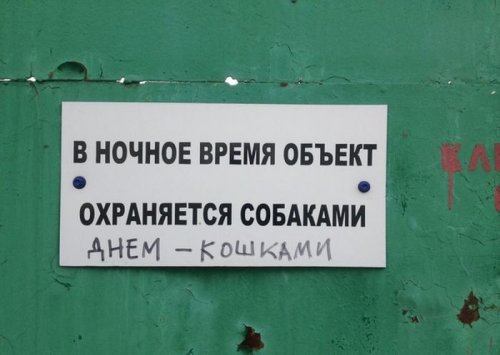 В НОЧНОЕ ВРЕМЯ ОБЪЕКТ
ОХРАНЯЕТСЯ СОБАКАМИ
ДНЕМ – КОШКАМИ